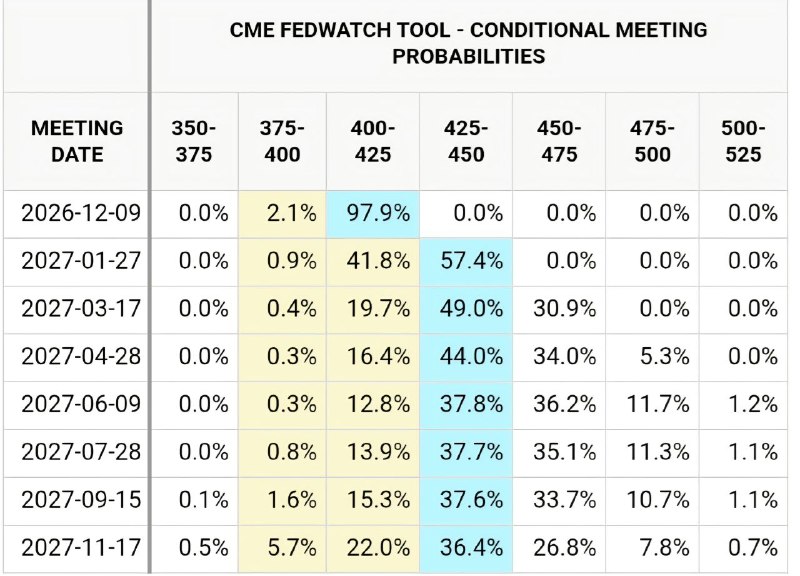 CME FEDWATCH TOOL - CONDITIONAL MEETING
PROBABILITIES
MEETING DATE 350-375 375-400 400-425 425-450 450-475 475-500 500-525
2026-12-09 0.0% 2.1% 97.9% 0.0% 0.0% 0.0% 0.0%
2027-01-27 0.0% 0.9% 41.8% 57.4% 0.0% 0.0% 0.0%
2027-03-17 0.0% 0.4% 19.7% 49.0% 30.9% 0.0% 0.0%
2027-04-28 0.0% 0.3% 16.4% 44.0% 34.0% 5.3% 0.0%
2027-06-09 0.0% 0.3% 12.8% 37.8% 36.2% 11.7% 1.2%
2027-07-28 0.0% 0.8% 13.9% 37.7% 35.1% 11.3% 1.1%
2027-09-15 0.1% 1.6% 15.3% 37.6% 33.7% 10.7% 1.1%
2027-11-17 0.5% 5.7% 22.0% 36.4% 26.8% 7.8% 0.7%